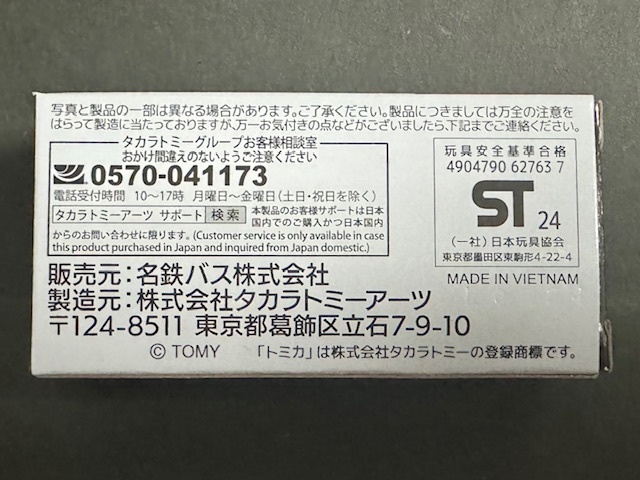 写真と製品の一部は異なる場合があります。ご了承ください。製品につきましては万全の注意を
はらって製造に当たっておりますが、万一お気付きの点などがございましたら、下記までご連絡ください。
タカラトミーグループお客様相談室
おかけ間違えのないようご注意ください
0570-041173
電話受付時間 10〜17時 月曜日〜金曜日(土日・祝日を除く)
タカラトミーアーツ サポート 検索 本製品のお客様サポートは日本
国内でのご購入かつ日本国内
からのお問い合わせに限ります。(Customer service is only available in case
this product purchased in Japan and inquired from Japan domestic.)
玩具安全基準合格
4904790 62763 7
ST 24
(一社)日本玩具協会
東京都墨田区東駒形4-22-4
MADE IN VIETNAM
販売元:名鉄バス株式会社
製造元:株式会社タカラトミーアーツ
〒124-8511 東京都葛飾区立石7-9-10
© TOMY 「トミカ」は株式会社タカラトミーの登録商標です。